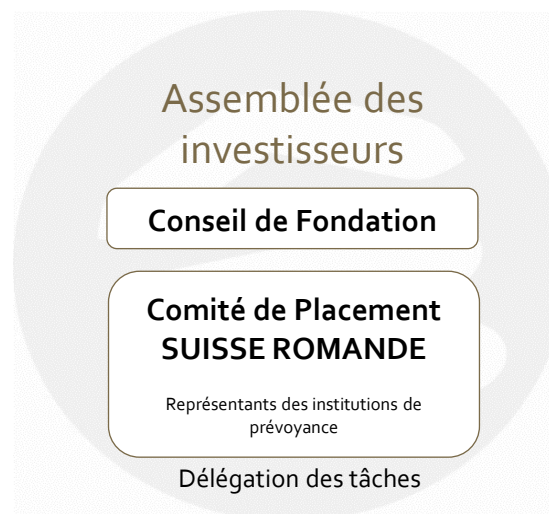 Assemblée des
investisseurs
Conseil de Fondation
Comité de Placement
SUISSE ROMANDE
Représentants des institutions de
prévoyance
Délégation des tâches